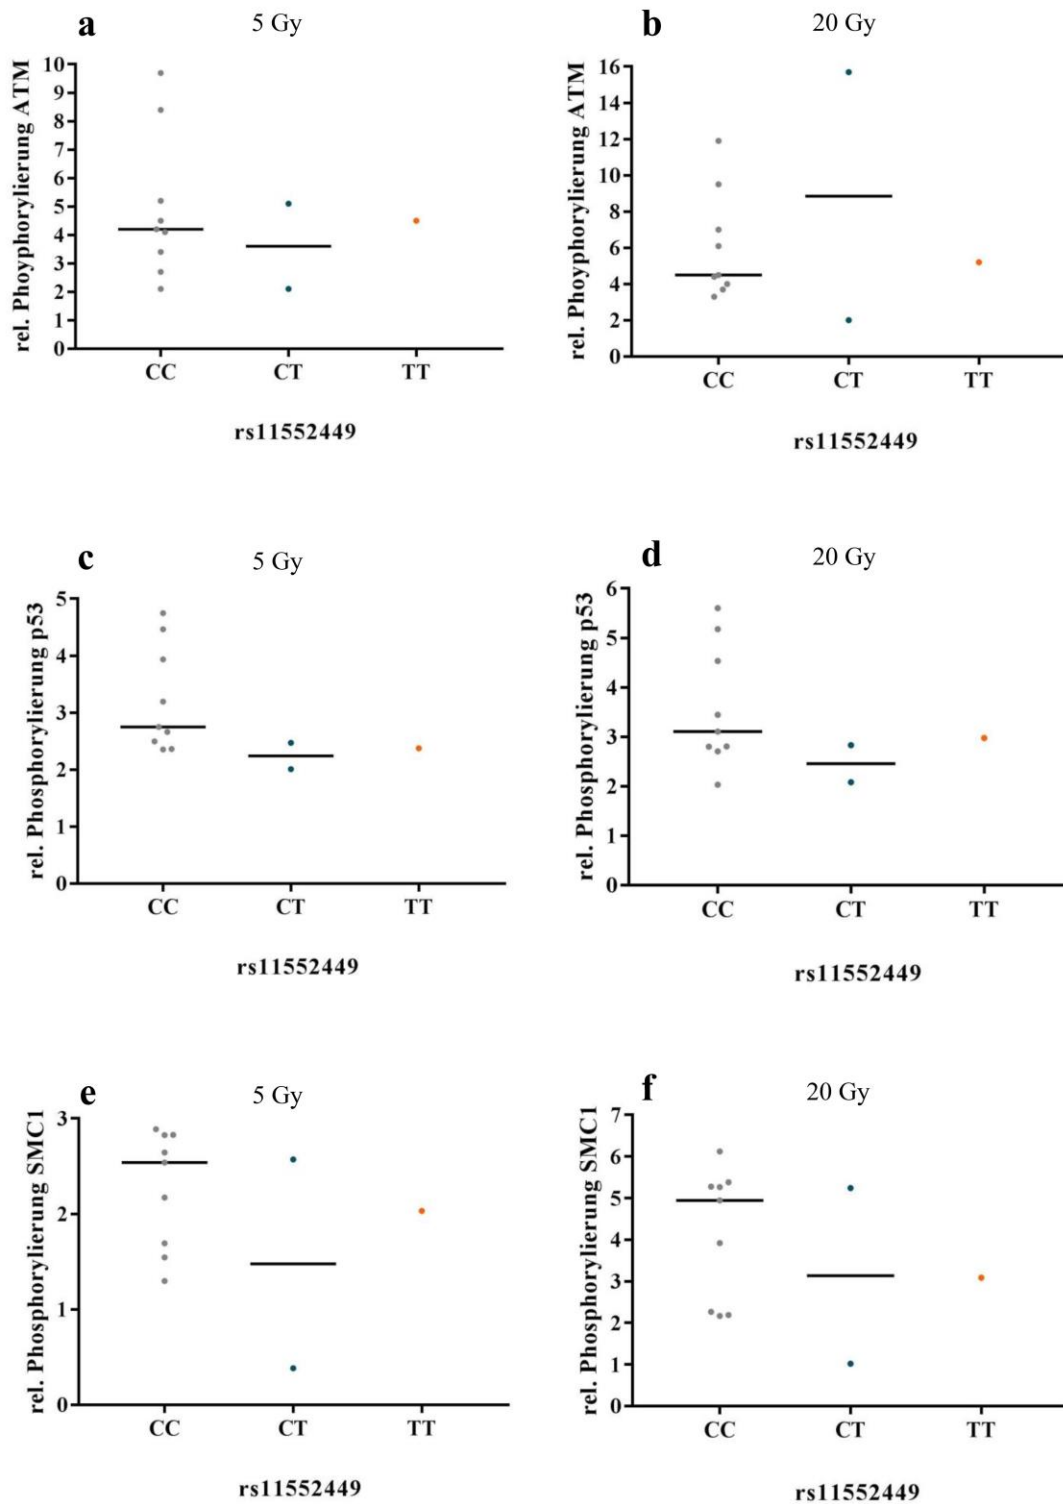 a
5 Gy
rel. Phoyphorylierung ATM
10
9
8
7
6
5
4
3
2
1
0
CC CT TT
rs11552449
b
20 Gy
rel. Phoyphorylierung ATM
16
14
12
10
8
6
4
2
0
CC CT TT
rs11552449
c
5 Gy
rel. Phosphorylierung p53
5
4
3
2
1
0
CC CT TT
rs11552449
d
20 Gy
rel. Phosphorylierung p53
6
5
4
3
2
1
0
CC CT TT
rs11552449
e
5 Gy
rel. Phosphorylierung SMC1
3
2
1
0
CC CT TT
rs11552449
f
20 Gy
rel. Phosphorylierung SMC1
7
6
5
4
3
2
1
0
CC CT TT
rs11552449